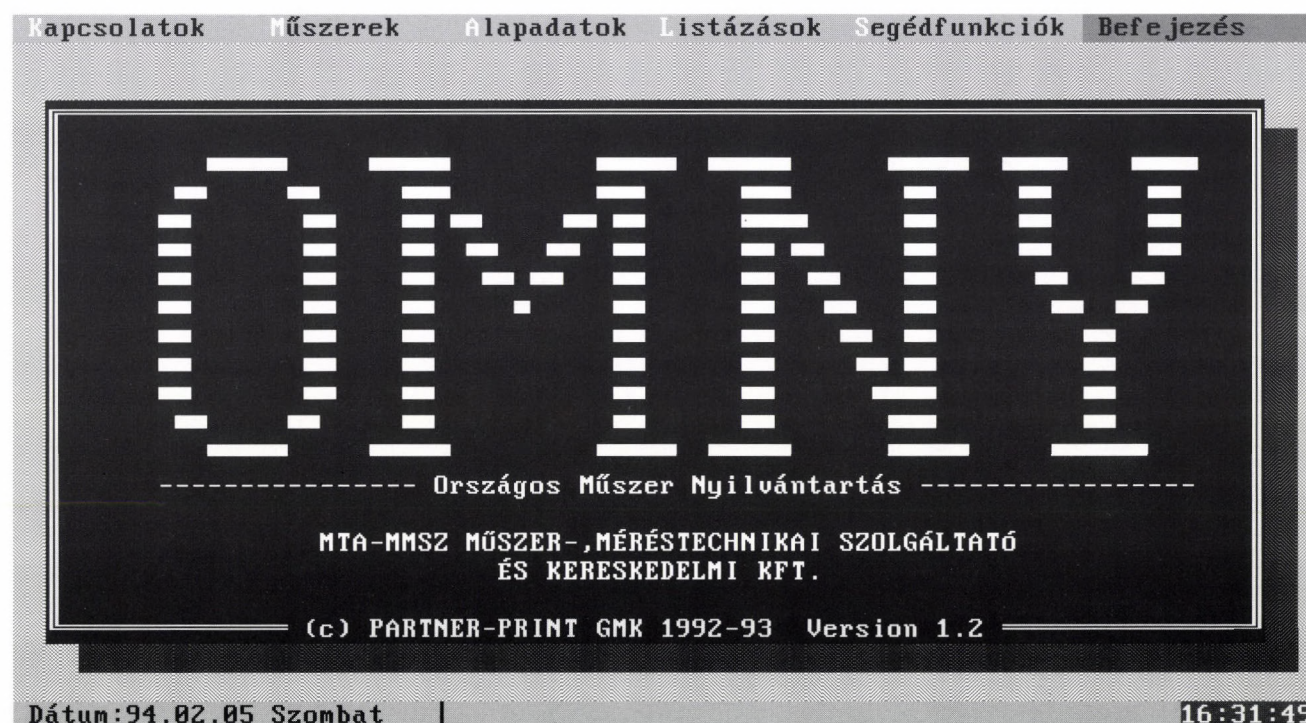 Kapcsolatok Műszerek Alapadatok Listázások Segédfunkciók Befejezés
OMNY
---------------- Országos Műszer Nyilvántartás -----------------
MTA-MMSZ MŰSZER-,MÉRÉSTECHNIKAI SZOLGáLTATó
ÉS KERESKEDELMI KFT.
(c) PARTNER-PRINT GMK 1992-93 Version 1.2
Dátum:94.02.05 Szombat 16:31:49